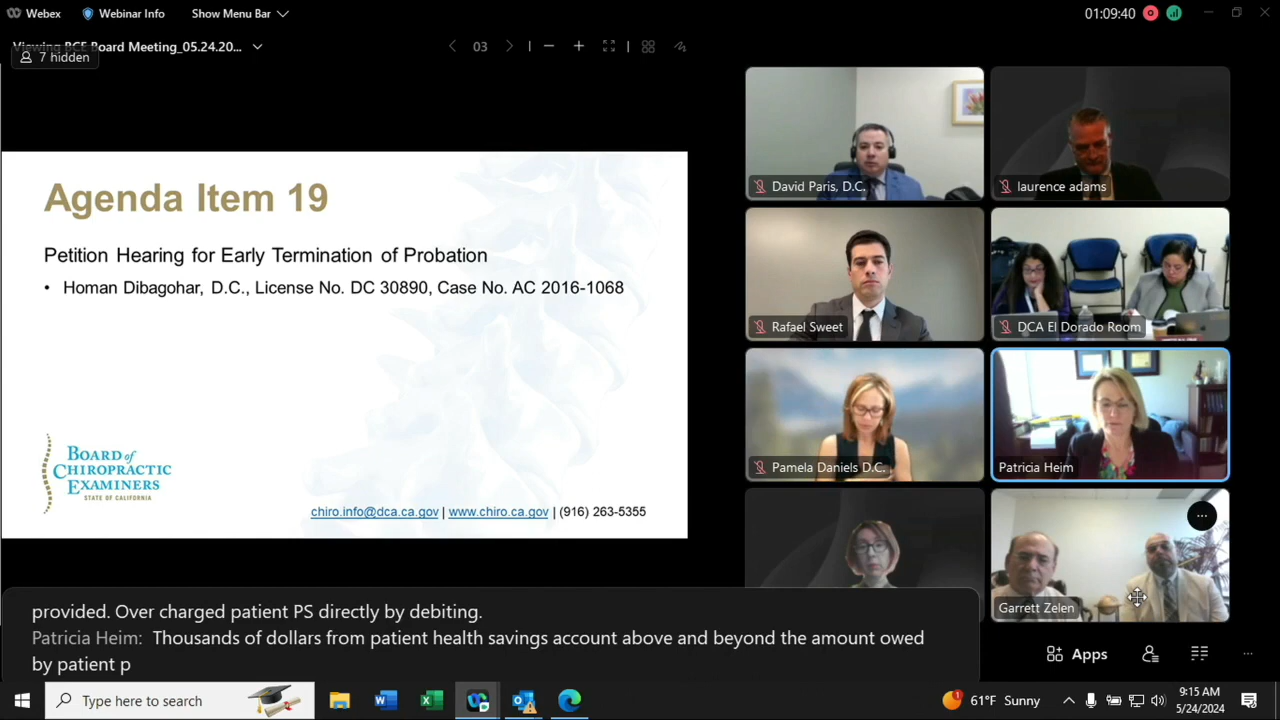 Webex Webinar Info Show Menu Bar 01:09:40
Viewing BCE Board Meeting_05.24.20... 03
7 hidden
Agenda Item 19
Petition Hearing for Early Termination of Probation
• Homan Dibagohar, D.C., License No. DC 30890, Case No. AC 2016-1068
BOARD of
CHIROPRACTIC
EXAMINERS
STATE OF CALIFORNIA
chiro.info@dca.ca.gov | www.chiro.ca.gov | (916) 263-5355
David Paris, D.C.
laurence adams
Rafael Sweet
DCA El Dorado Room
Pamela Daniels D.C.
Patricia Heim
Garrett Zelen
provided. Over charged patient PS directly by debiting.
Patricia Heim: Thousands of dollars from patient health savings account above and beyond the amount owed
by patient p
Apps
Type here to search
1
61°F Sunny
9:15 AM
5/24/2024